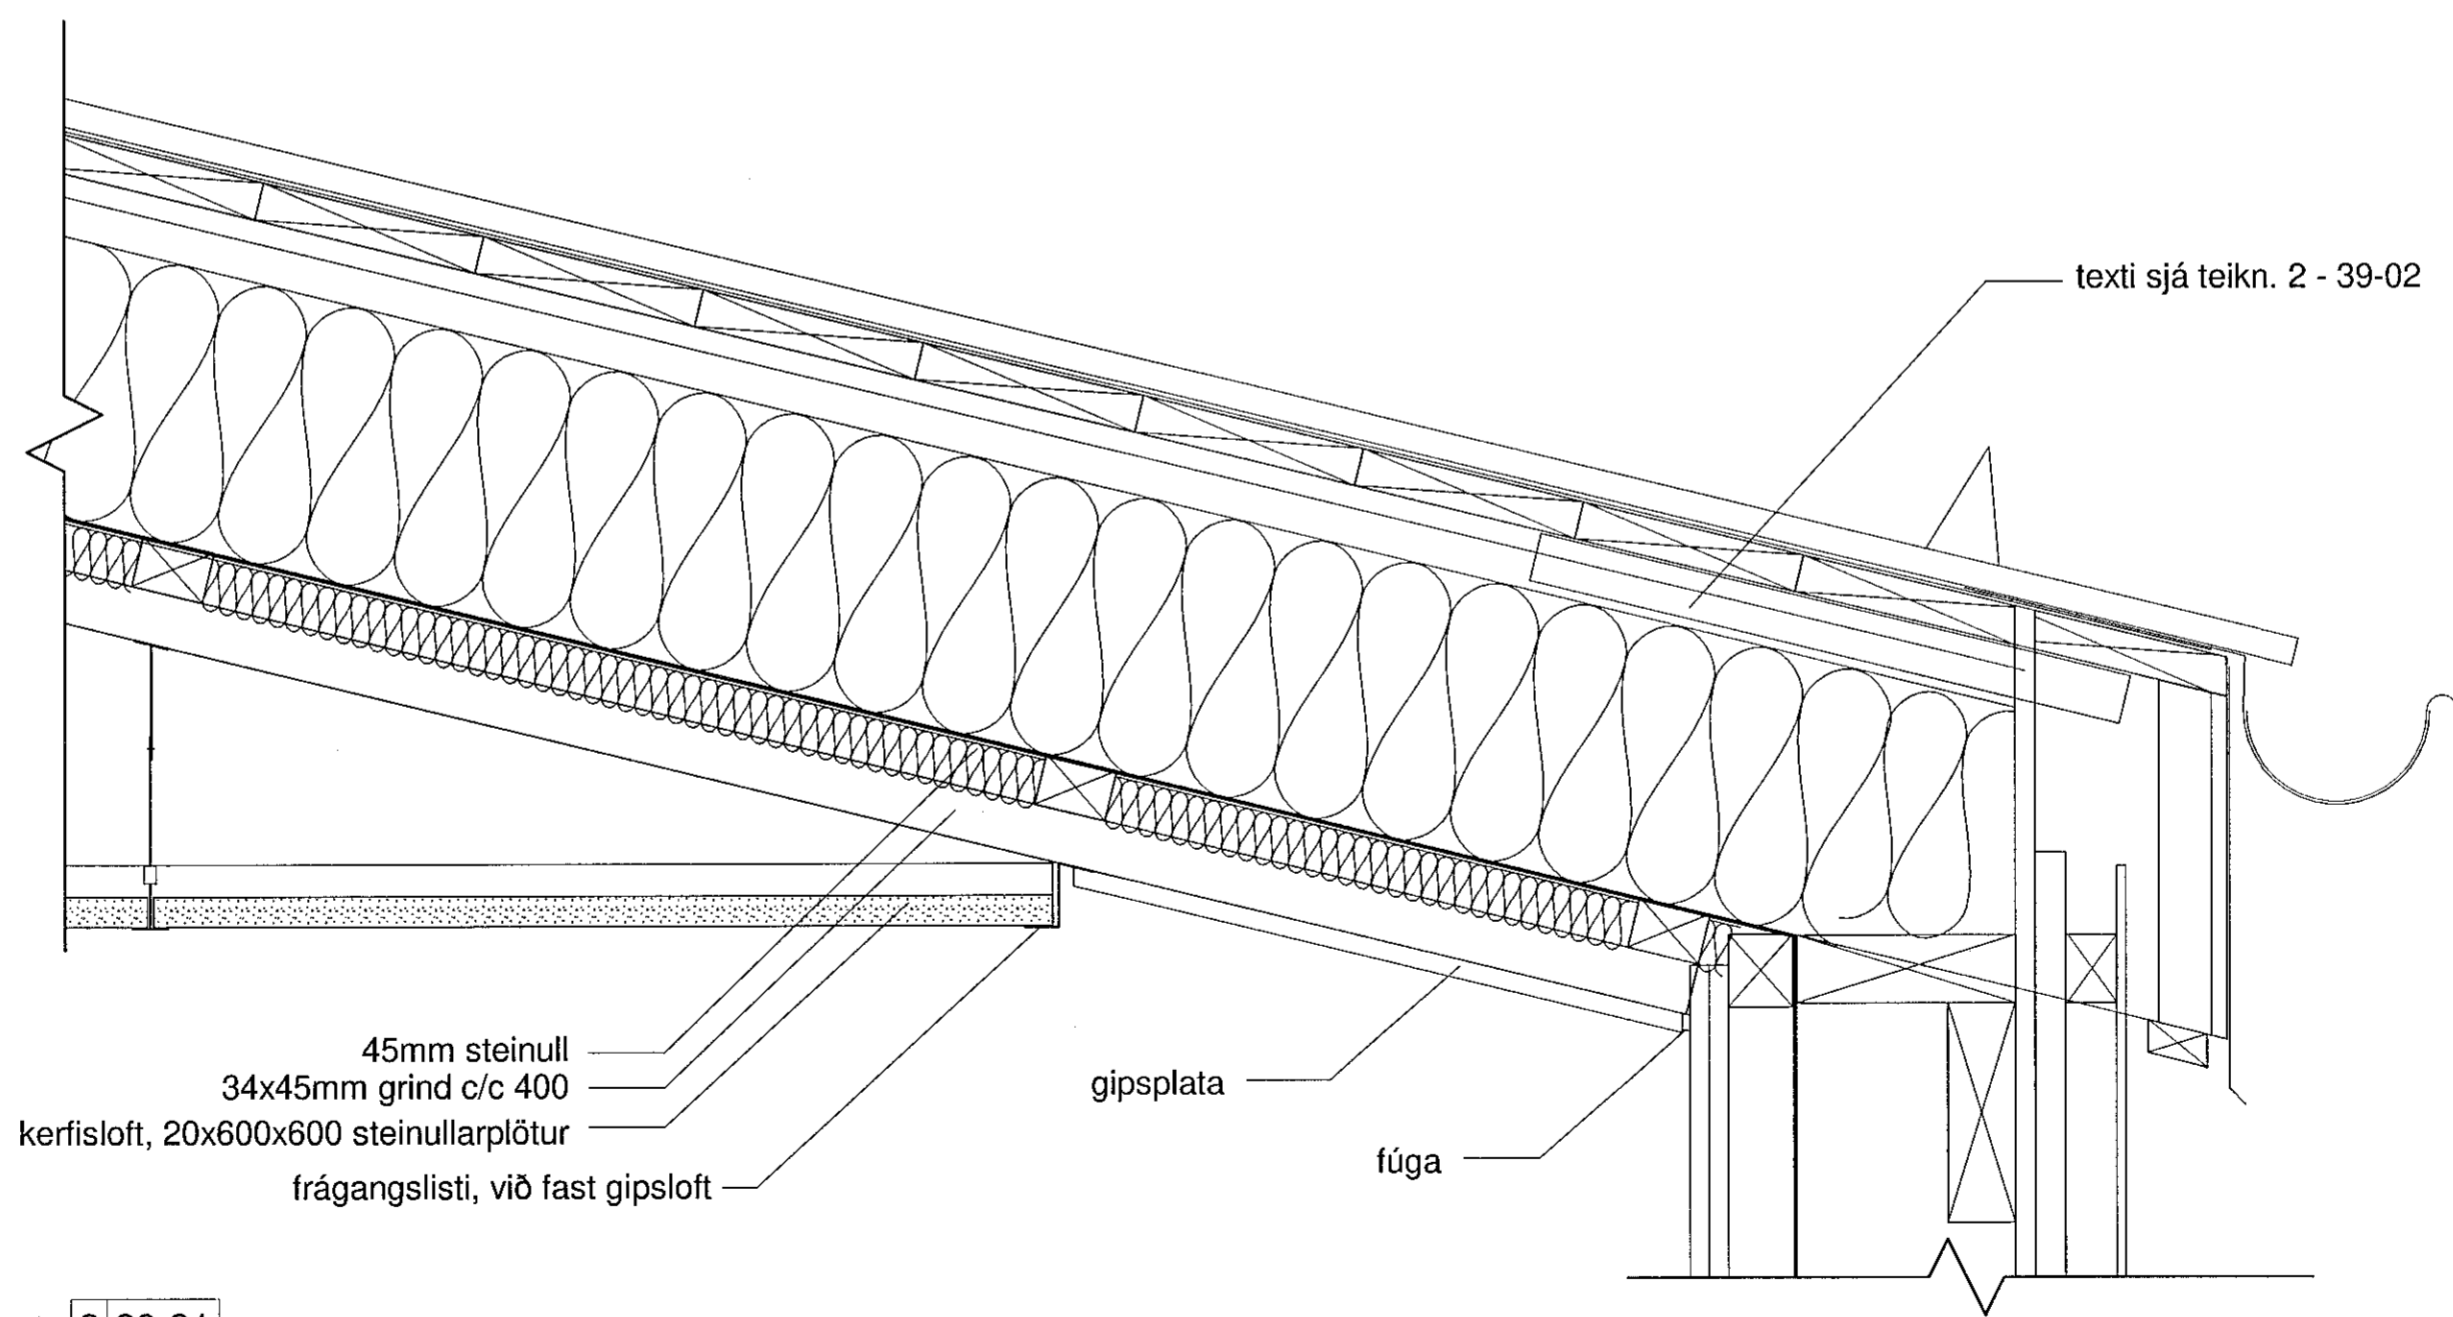 texti sjá teikn. 2 - 39-02
45mm steinull
34x45mm grind c/c 400
kerfisloft, 20x600x600 steinullarplötur
frágangslisti, við fast gipsloft
gipsplata
fúga